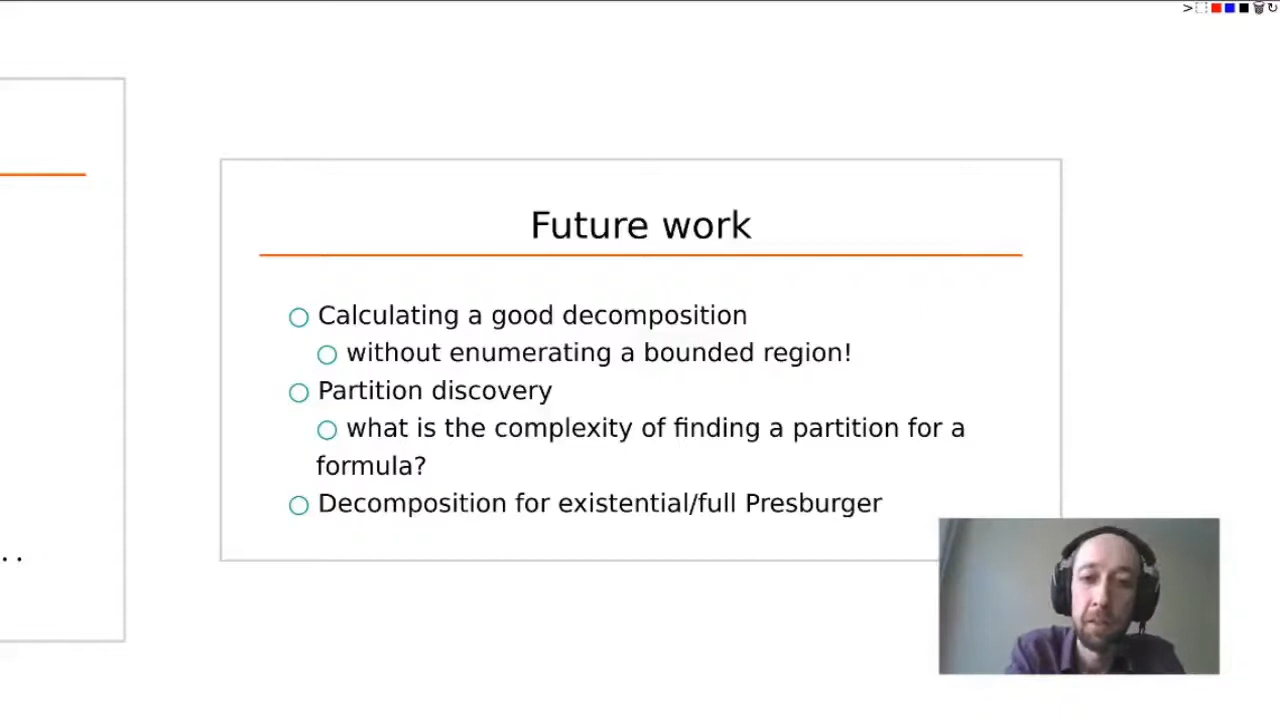 Future work
Calculating a good decomposition
without enumerating a bounded region!
Partition discovery
what is the complexity of finding a partition for a
formula?
Decomposition for existential/full Presburger
..